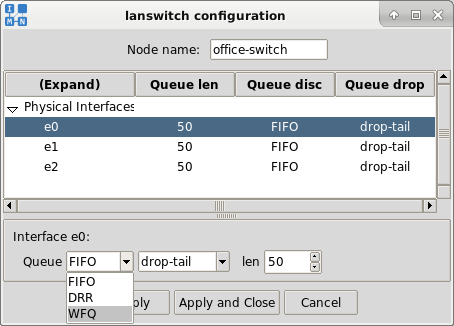 lanswitch configuration
Node name: office-switch
(Expand) Queue len Queue disc Queue drop
Physical Interfaces
e0 50 FIFO drop-tail
e1 50 FIFO drop-tail
e2 50 FIFO drop-tail
Interface e0:
Queue FIFO drop-tail len 50
FIFO
DRR
WFQ
Apply and Close Cancel